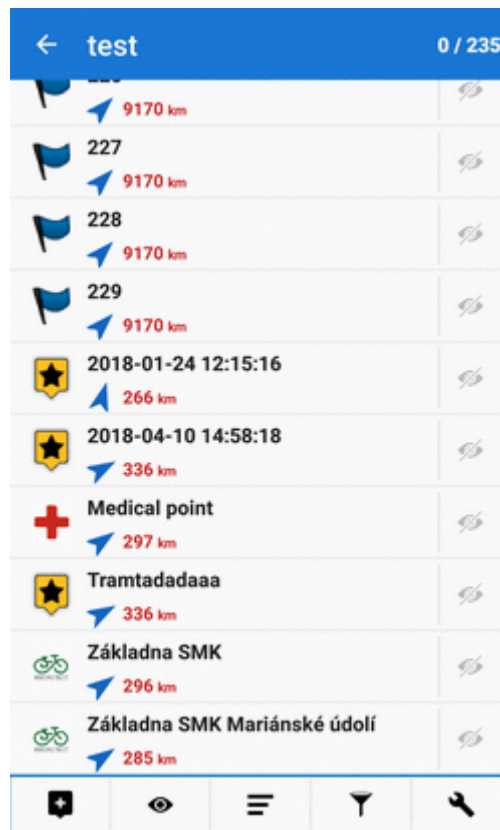 test
0 / 235
9170 km
227
9170 km
228
9170 km
229
9170 km
2018-01-24 12:15:16
266 km
2018-04-10 14:58:18
336 km
Medical point
297 km
Tramtadadaaa
336 km
Základna SMK
296 km
Základna SMK Mariánské údolí
285 km